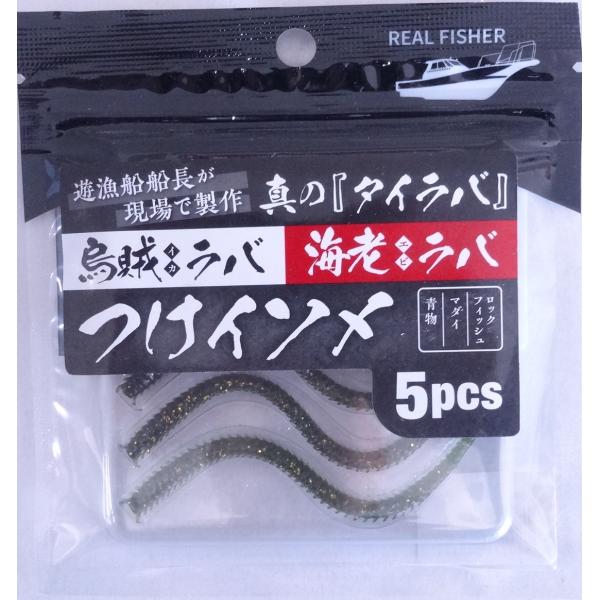 REAL FISHER
遊漁船船長が
現場で製作
真の『タイラバ』
烏賊イカラバ
海老エビラバ
つけイソメ
ロック
フィッシュ
マダイ
青物
5pcs